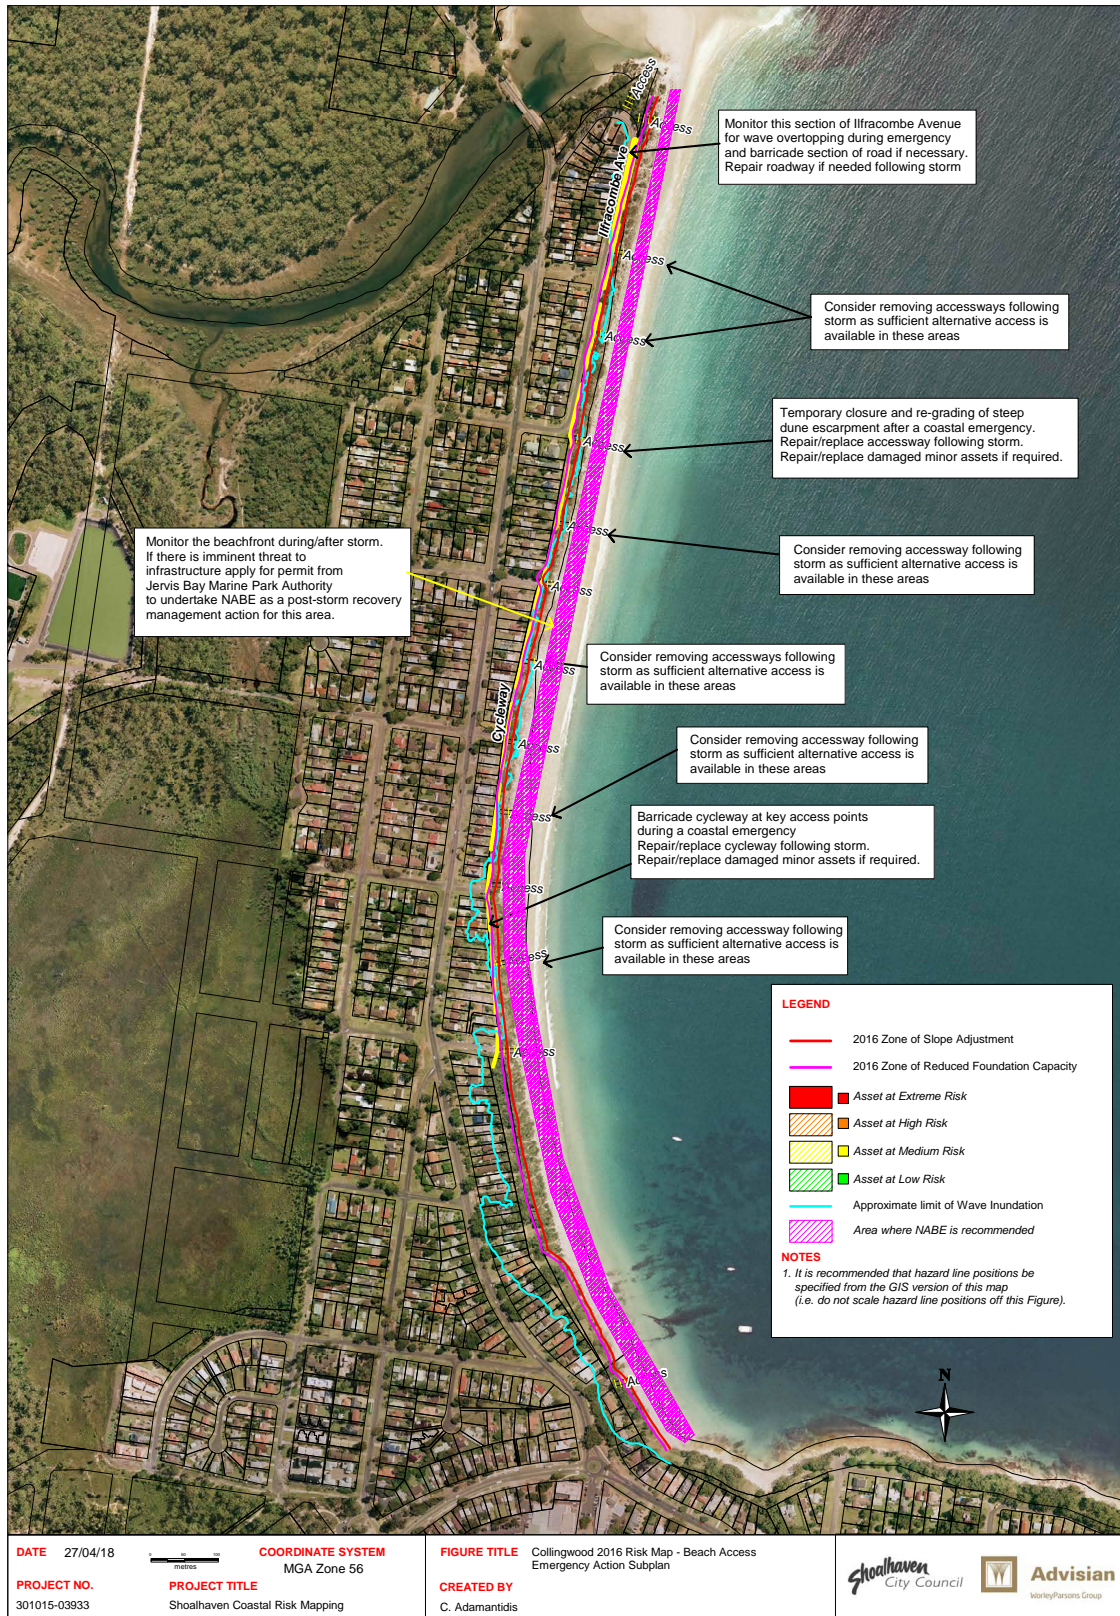 Access
Access
Ilfracombe Ave
Monitor this section of Ilfracombe Avenue
for wave overtopping during emergency
and barricade section of road if necessary.
Repair roadway if needed following storm
Access
Consider removing accessways following
storm as sufficient alternative access is
available in these areas
Access
Temporary closure and re-grading of steep
dune escarpment after a coastal emergency.
Repair/replace accessway following storm.
Repair/replace damaged minor assets if required.
Access
Access
Consider removing accessway following
storm as sufficient alternative access is
available in these areas
Monitor the beachfront during/after storm.
If there is imminent threat to
infrastructure apply for permit from
Jervis Bay Marine Park Authority
to undertake NABE as a post-storm recovery
management action for this area.
Access
Access
Consider removing accessways following
storm as sufficient alternative access is
available in these areas
Cycleway
Access
Consider removing accessway following
storm as sufficient alternative access is
available in these areas
Access
Barricade cycleway at key access points
during a coastal emergency
Repair/replace cycleway following storm.
Repair/replace damaged minor assets if required.
Access
Consider removing accessway following
storm as sufficient alternative access is
available in these areas
Access
Access
Access
LEGEND
2016 Zone of Slope Adjustment
2016 Zone of Reduced Foundation Capacity
Asset at Extreme Risk
Asset at High Risk
Asset at Medium Risk
Asset at Low Risk
Approximate limit of Wave Inundation
Area where NABE is recommended
NOTES
1. It is recommended that hazard line positions be
specified from the GIS version of this map
(i.e. do not scale hazard line positions off this Figure).
N
DATE 27/04/18
0 50 100
metres
COORDINATE SYSTEM
MGA Zone 56
PROJECT NO.
301015-03933
PROJECT TITLE
Shoalhaven Coastal Risk Mapping
FIGURE TITLE Collingwood 2016 Risk Map - Beach Access
Emergency Action Subplan
CREATED BY
C. Adamantidis
Shoalhaven
City Council
Advisian
WorleyParsons Group